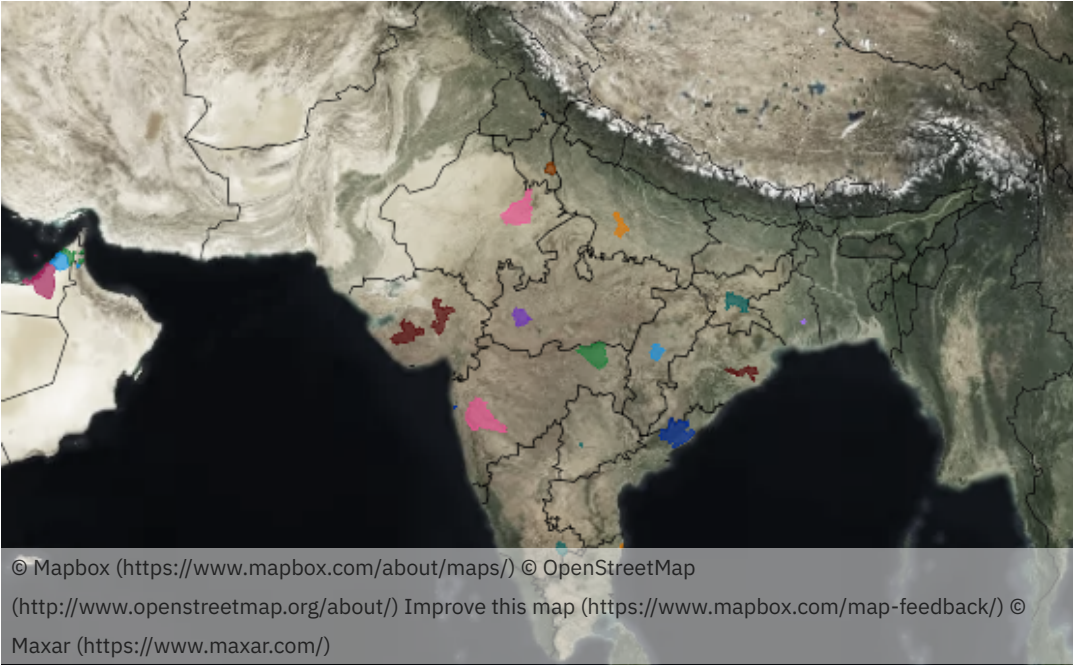 © Mapbox (https://www.mapbox.com/about/maps/) © OpenStreetMap
(http://www.openstreetmap.org/about/) Improve this map (https://www.mapbox.com/map-feedback/) ©
Maxar (https://www.maxar.com/)